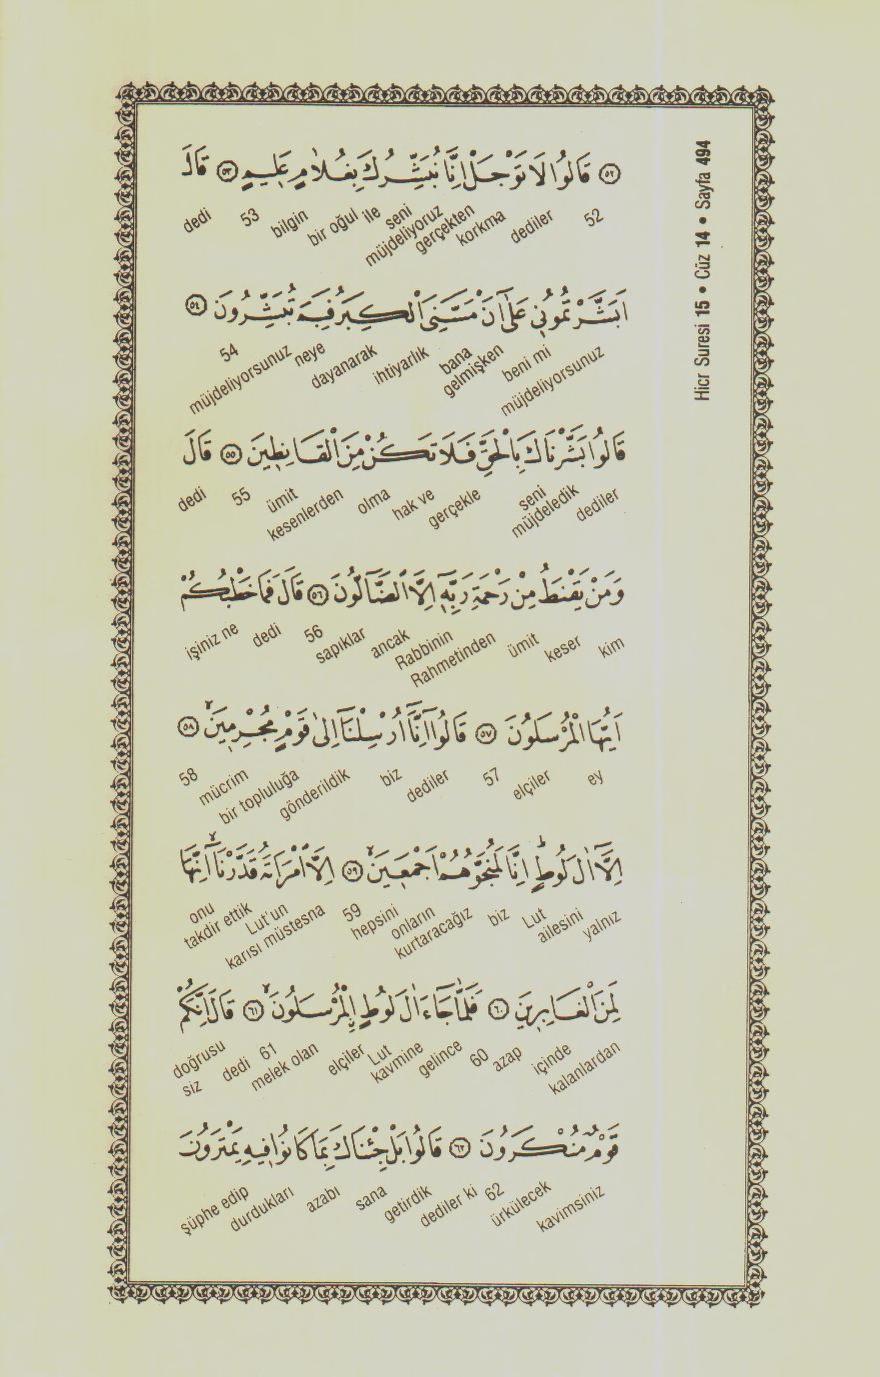 Hicr Suresi 15 • Cüz 14 • Sayfa 494
﴿٥٢﴾ قَالُوا لَا تَوْجَلْ اِنَّا نُبَشِّرُكَ بِغُلَامٍ عَلِيمٍ ﴿٥٣﴾ قَالَ
52 dediler korkma gerçekten müjdeliyoruz seni ile bir oğul bilgin 53 dedi
اَبَشَّرْتُمُونِي عَلٰٓى اَنْ مَسَّنِيَ الْكِبَرُ فَبِمَ تُبَشِّرُونَ ﴿٥٤﴾
müjdeliyorsunuz beni mi gelmişken bana ihtiyarlık dayanarak neye müjdeliyorsunuz 54
قَالُوا بَشَّرْنَاكَ بِالْحَقِّ فَلَا تَكُنْ مِنَ الْقَانِطِينَ ﴿٥٥﴾ قَالَ
dediler müjdeledik seni gerçekle hak ve olma kesenlerden ümit 55 dedi
وَمَنْ يَقْنَطُ مِنْ رَحْمَةِ رَبِّهٖٓ اِلَّا الضَّٓالُّونَ ﴿٥٦﴾ قَالَ فَمَا خَطْبُكُمْ
kim keser ümit Rahmetinden Rabbinin ancak sapıklar 56 dedi işiniz ne
اَيُّهَا الْمُرْسَلُونَ ﴿٥٧﴾ قَالُٓوا اِنَّٓا اُرْسِلْنَٓا اِلٰى قَوْمٍ مُجْرِمِينَۙ ﴿٥٨﴾
ey elçiler 57 dediler biz gönderildik bir topluluğa mücrim 58
اِلَّٓا اٰلَ لُوطٍۜ اِنَّا لَمُنَجُّوهُمْ اَجْمَعِينَۙ ﴿٥٩﴾ اِلَّا امْرَاَتَهُ قَدَّرْنَٓاۙ اِنَّهَا
yalnız ailesini Lut biz kurtaracağız onların hepsini 59 karısı müstesna Lut'un takdir ettik onu
لَمِنَ الْغَابِرِينَ ﴿٦٠﴾ فَلَمَّا جَٓاءَ اٰلَ لُوطٍ الْمُرْسَلُونَۙ ﴿٦١﴾ قَالَ اِنَّكُمْ
kalanlardan içinde azap 60 gelince kavmine Lut elçiler melek olan 61 dedi siz doğrusu
قَوْمٌ مُنْكَرُونَ ﴿٦٢﴾ قَالُوا بَلْ جِئْنَاكَ بِمَا كَانُوا فِيهِ يَمْتَرُونَ
kavimsiniz ürkülecek 62 dediler ki getirdik sana azabı durdukları şüphe edip